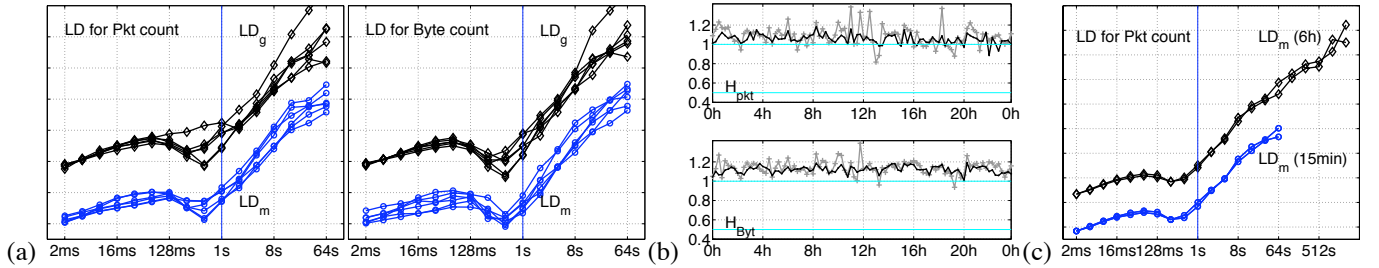 LD for Pkt count
LD_g
LD_m
2ms 16ms 128ms 1s 8s 64s
(a)
LD for Byte count
LD_g
LD_m
2ms 16ms 128ms 1s 8s 64s
1.2
1
0.8
0.6
0.4
H_pkt
0h 4h 8h 12h 16h 20h 0h
1.2
1
0.8
0.6
0.4
H_Byt
0h 4h 8h 12h 16h 20h 0h
(b)
LD for Pkt count
LD_m (6h)
LD_m (15min)
2ms 16ms 128ms 1s 8s 64s 512s
(c)